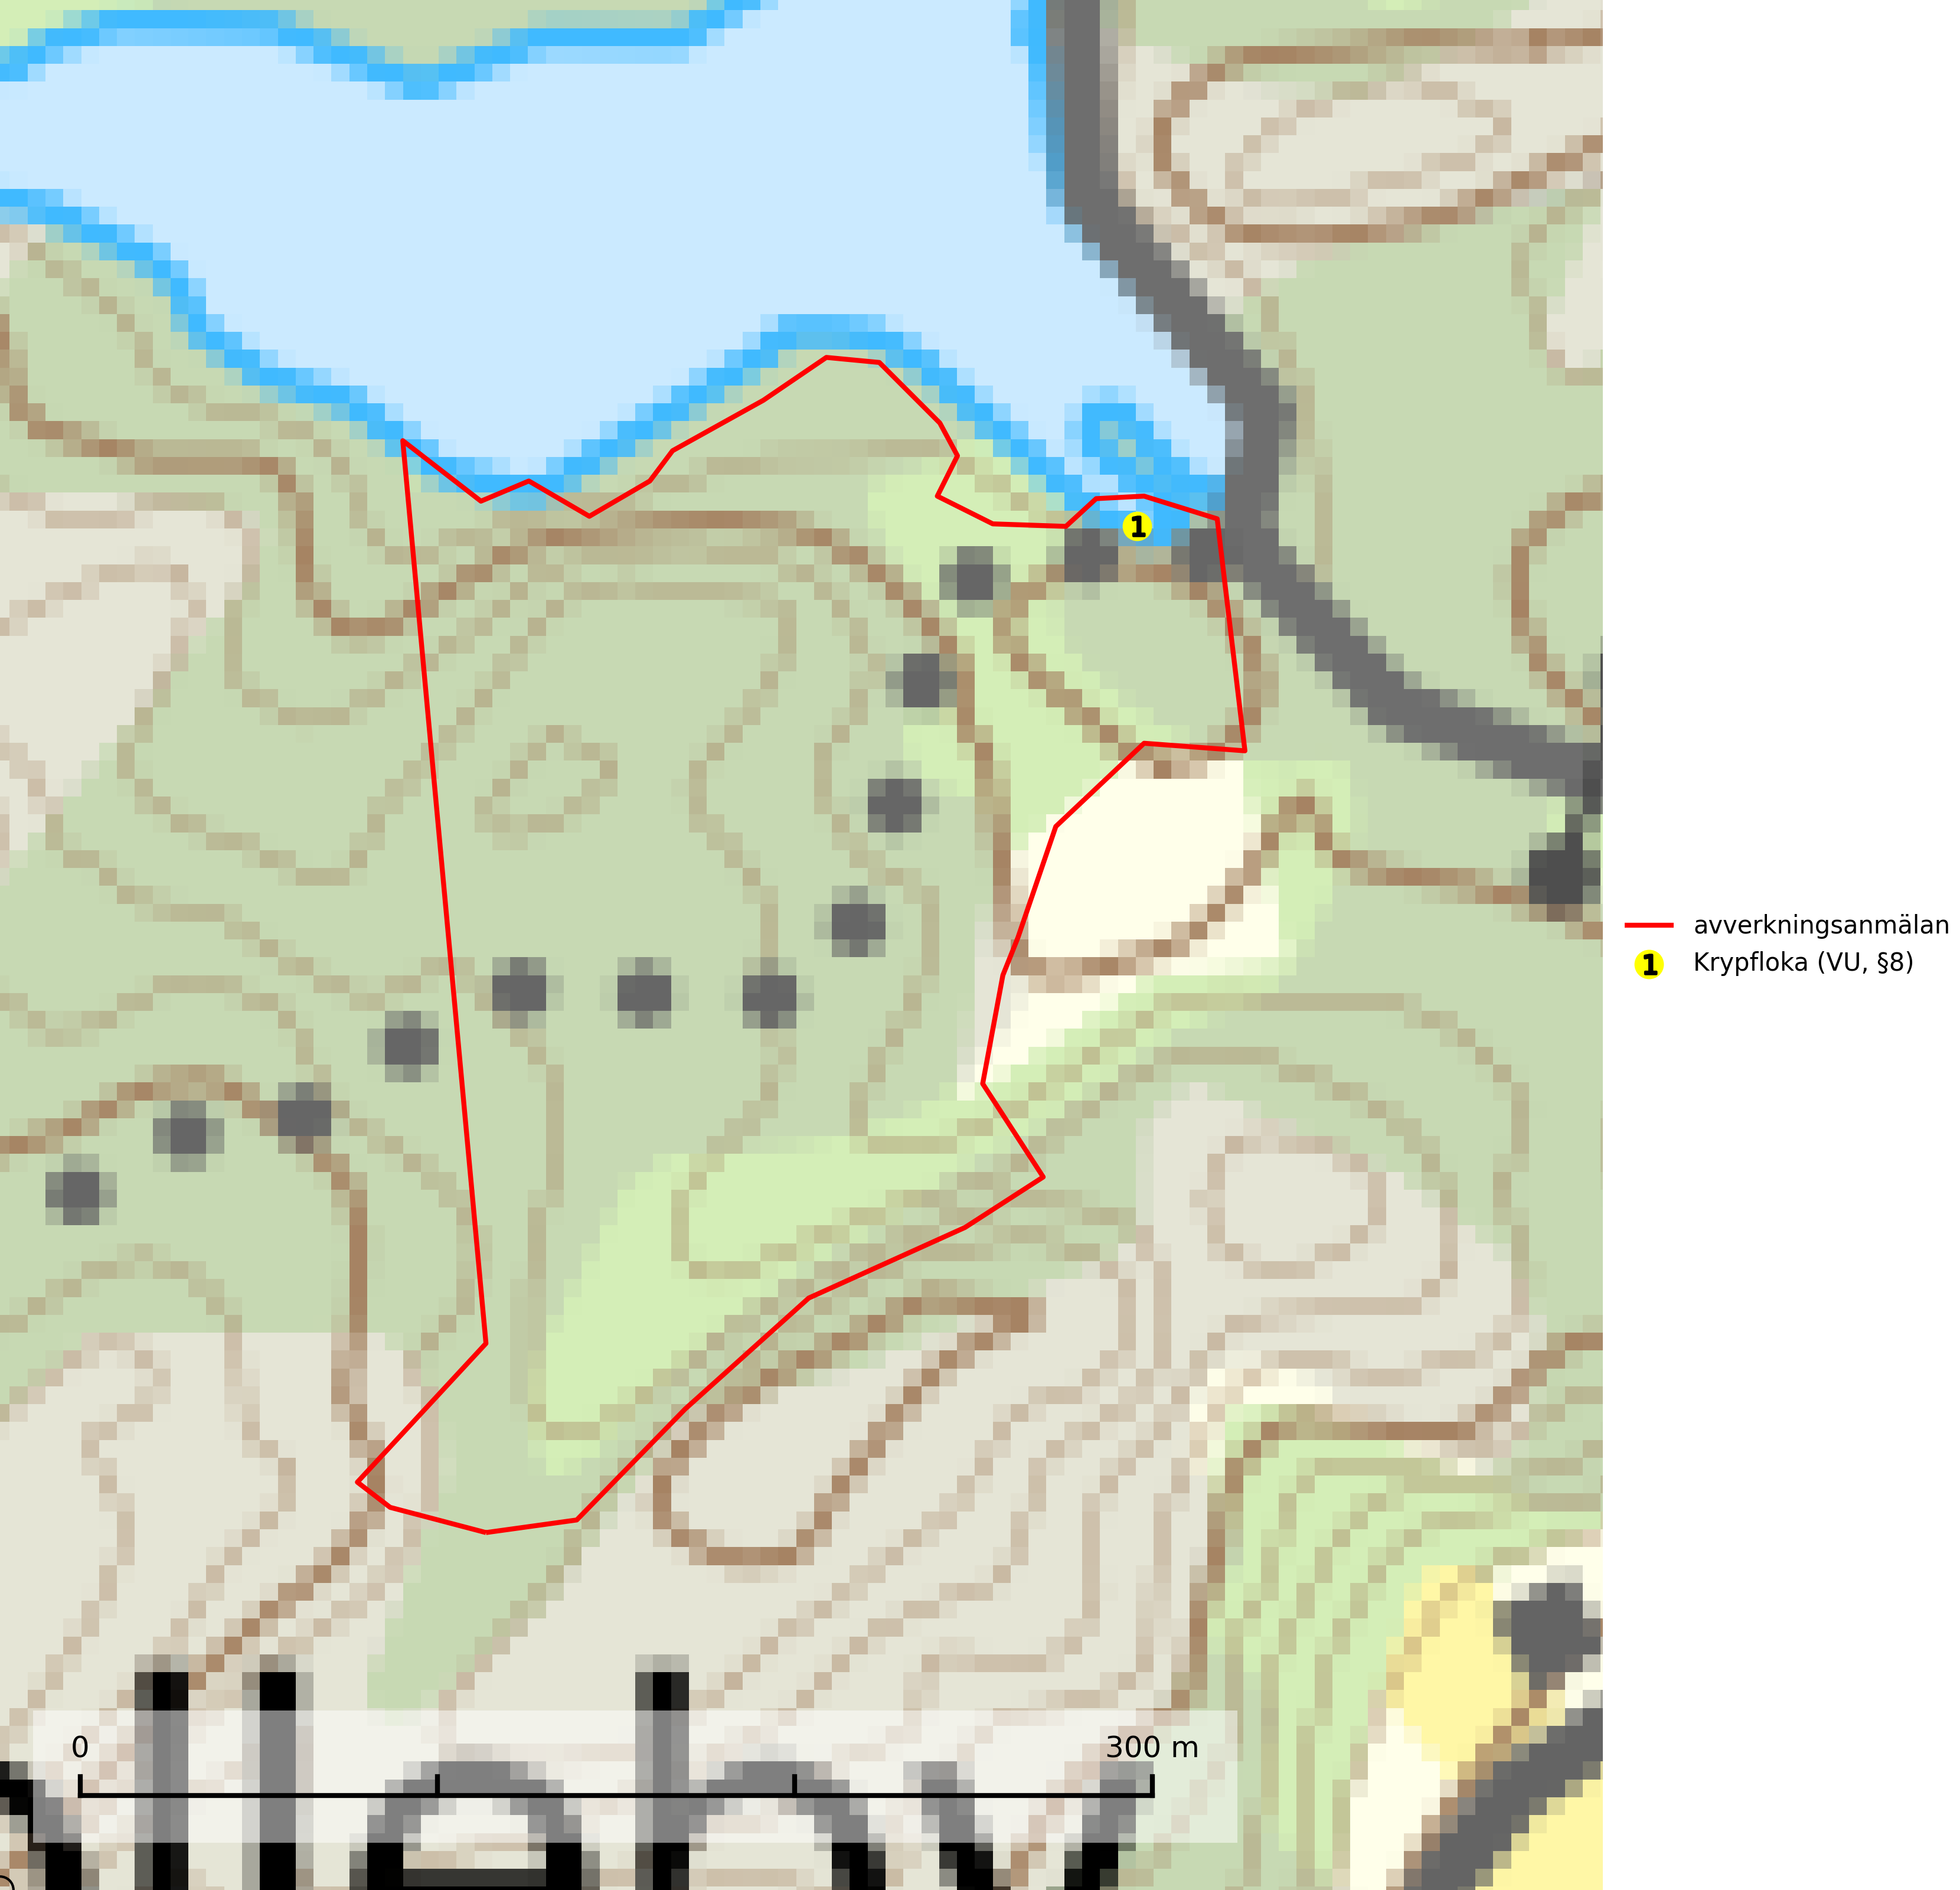 1
avverkningsanmälan
1 Krypfloka (VU, §8)
0 300 m